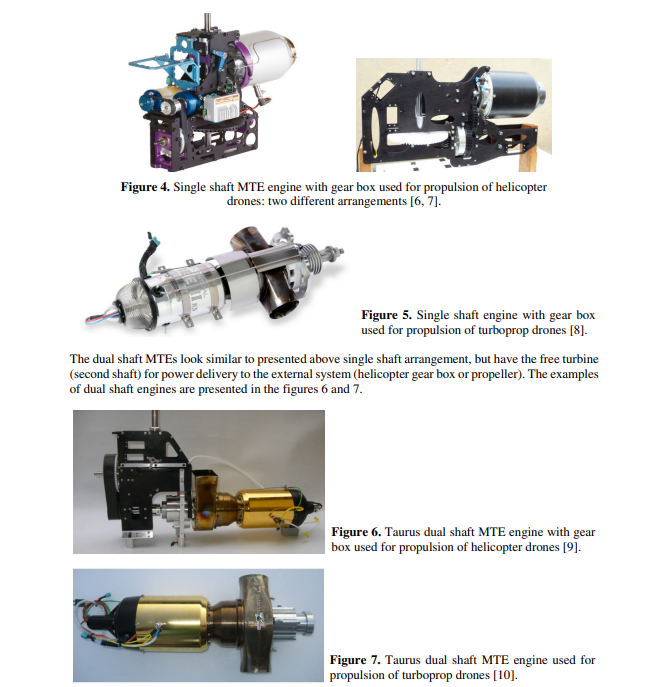 Figure 4. Single shaft MTE engine with gear box used for propulsion of helicopter
drones: two different arrangements [6, 7].
Figure 5. Single shaft engine with gear box
used for propulsion of turboprop drones [8].
The dual shaft MTEs look similar to presented above single shaft arrangement, but have the free turbine
(second shaft) for power delivery to the external system (helicopter gear box or propeller). The examples
of dual shaft engines are presented in the figures 6 and 7.
Figure 6. Taurus dual shaft MTE engine with gear
box used for propulsion of helicopter drones [9].
Figure 7. Taurus dual shaft MTE engine used for
propulsion of turboprop drones [10].